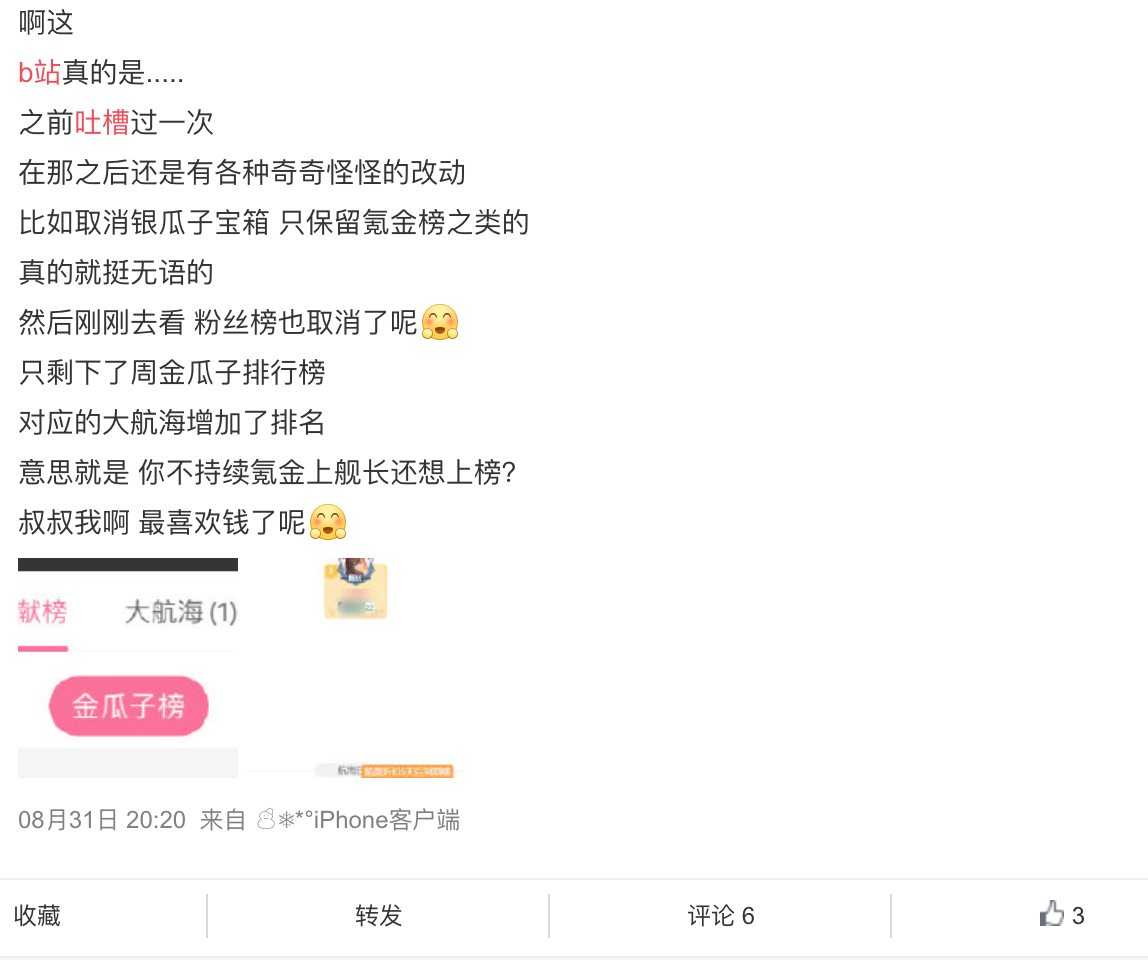 啊这
b站真的是.....
之前吐槽过一次
在那之后还是有各种奇奇怪怪的改动
比如取消银瓜子宝箱 只保留氪金榜之类的
真的就挺无语的
然后刚刚去看 粉丝榜也取消了呢
只剩下了周金瓜子排行榜
对应的大航海增加了排名
意思就是 你不持续氪金上舰长还想上榜?
叔叔我啊 最喜欢钱了呢
献榜 大航海(1)
金瓜子榜
08月31日 20:20 来自 ☃❄*°iPhone客户端
收藏 转发 评论 6 3